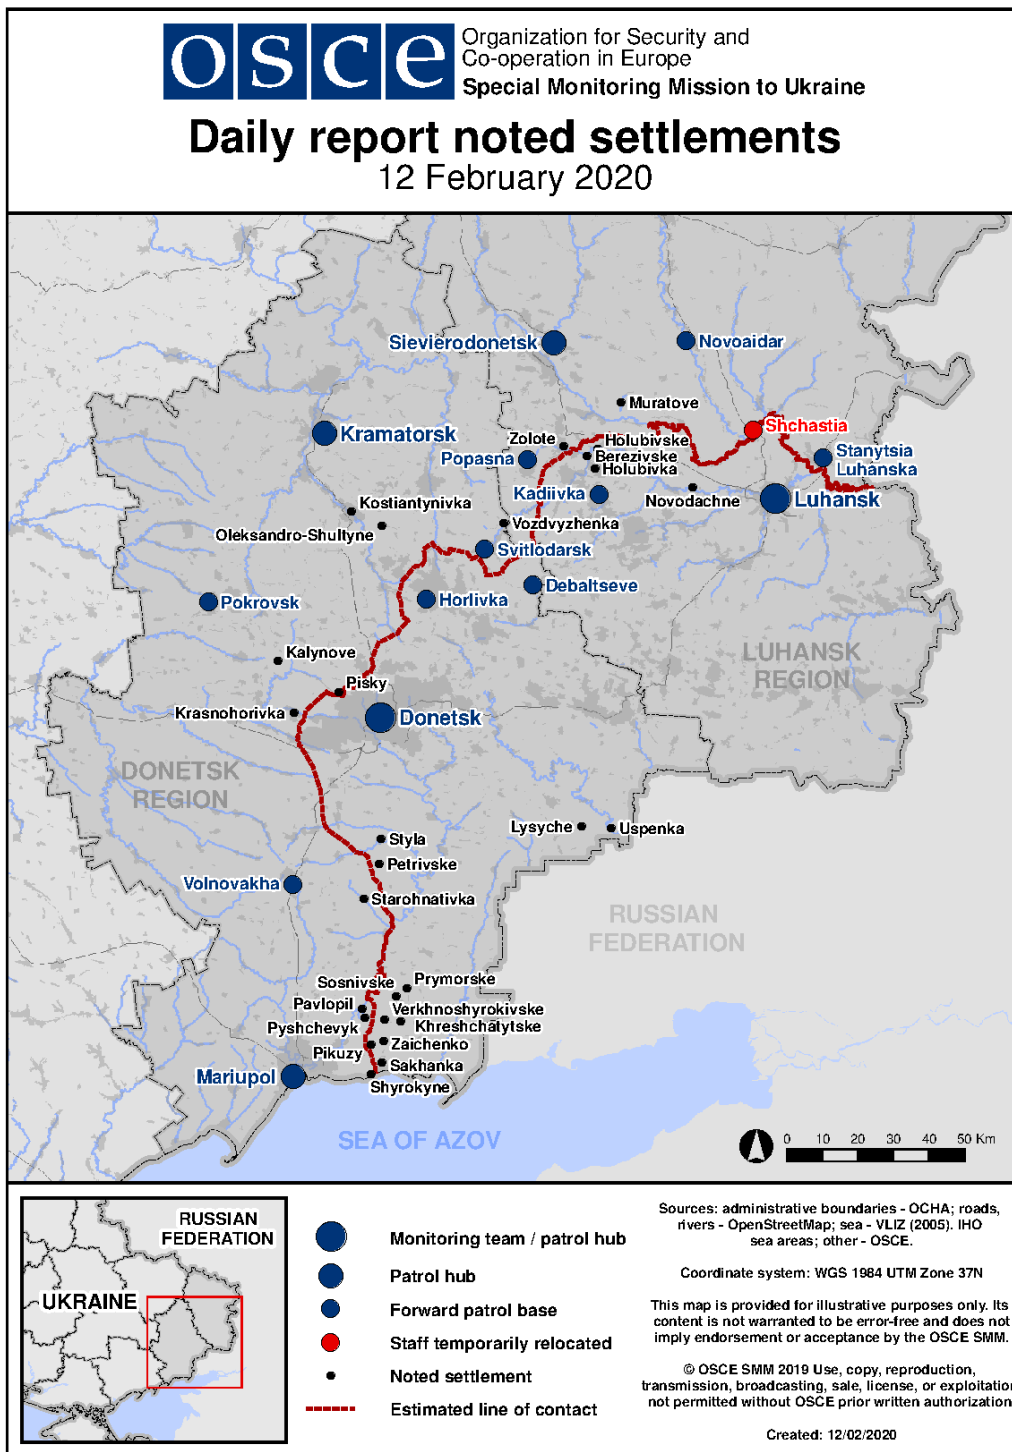 osce
Organization for Security and
Co-operation in Europe
Special Monitoring Mission to Ukraine
Daily report noted settlements
12 February 2020
Sievierodonetsk
Novoaidar
Muratove
Shchastia
Kramatorsk
Zolote
Holubivske
Berezivske
Holubivka
Popasna
Stanytsia
Luhanska
Kadiivka
Novodachne
Luhansk
Kostiantynivka
Oleksandro-Shultyne
Vozdvyzhenka
Svitlodarsk
Debaltseve
Horlivka
Pokrovsk
LUHANSK
REGION
Kalynove
Pisky
Krasnohorivka
Donetsk
DONETSK
REGION
Lysyche
Uspenka
Styla
Petrivske
Volnovakha
Starohnativka
RUSSIAN
FEDERATION
Sosnivske
Prymorske
Pavlopil
Verkhnoshyrokivske
Pyshchevyk
Khreshchatytske
Pikuzy
Zaichenko
Sakhanka
Mariupol
Shyrokyne
SEA OF AZOV
0 10 20 30 40 50 Km
RUSSIAN
FEDERATION
UKRAINE
Monitoring team / patrol hub
Patrol hub
Forward patrol base
Staff temporarily relocated
Noted settlement
Estimated line of contact
Sources: administrative boundaries - OCHA; roads,
rivers - OpenStreetMap; sea - VLIZ (2005). IHO
sea areas; other - OSCE.
Coordinate system: WGS 1984 UTM Zone 37N
This map is provided for illustrative purposes only. Its
content is not warranted to be error-free and does not
imply endorsement or acceptance by the OSCE SMM.
© OSCE SMM 2019 Use, copy, reproduction,
transmission, broadcasting, sale, license, or exploitation
not permitted without OSCE prior written authorization
Created: 12/02/2020